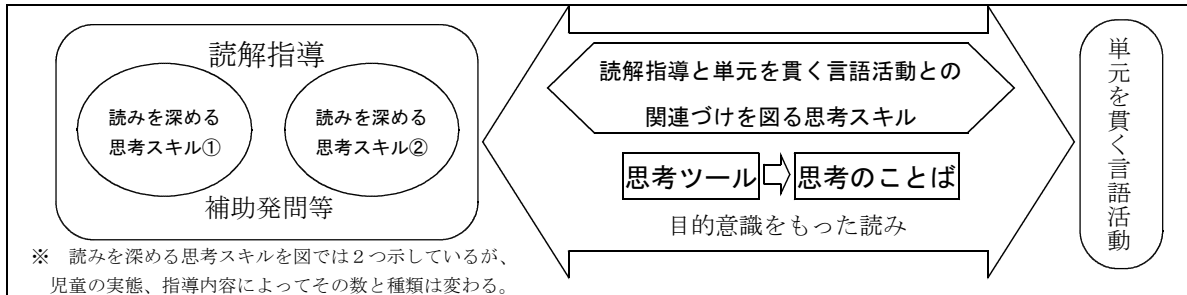 読解指導
読みを深める
思考スキル①
読みを深める
思考スキル②
補助発問等
※　読みを深める思考スキルを図では２つ示しているが、
児童の実態、指導内容によってその数と種類は変わる。
読解指導と単元を貫く言語活動との
関連づけを図る思考スキル
思考ツール
思考のことば
目的意識をもった読み
単元を貫く言語活動